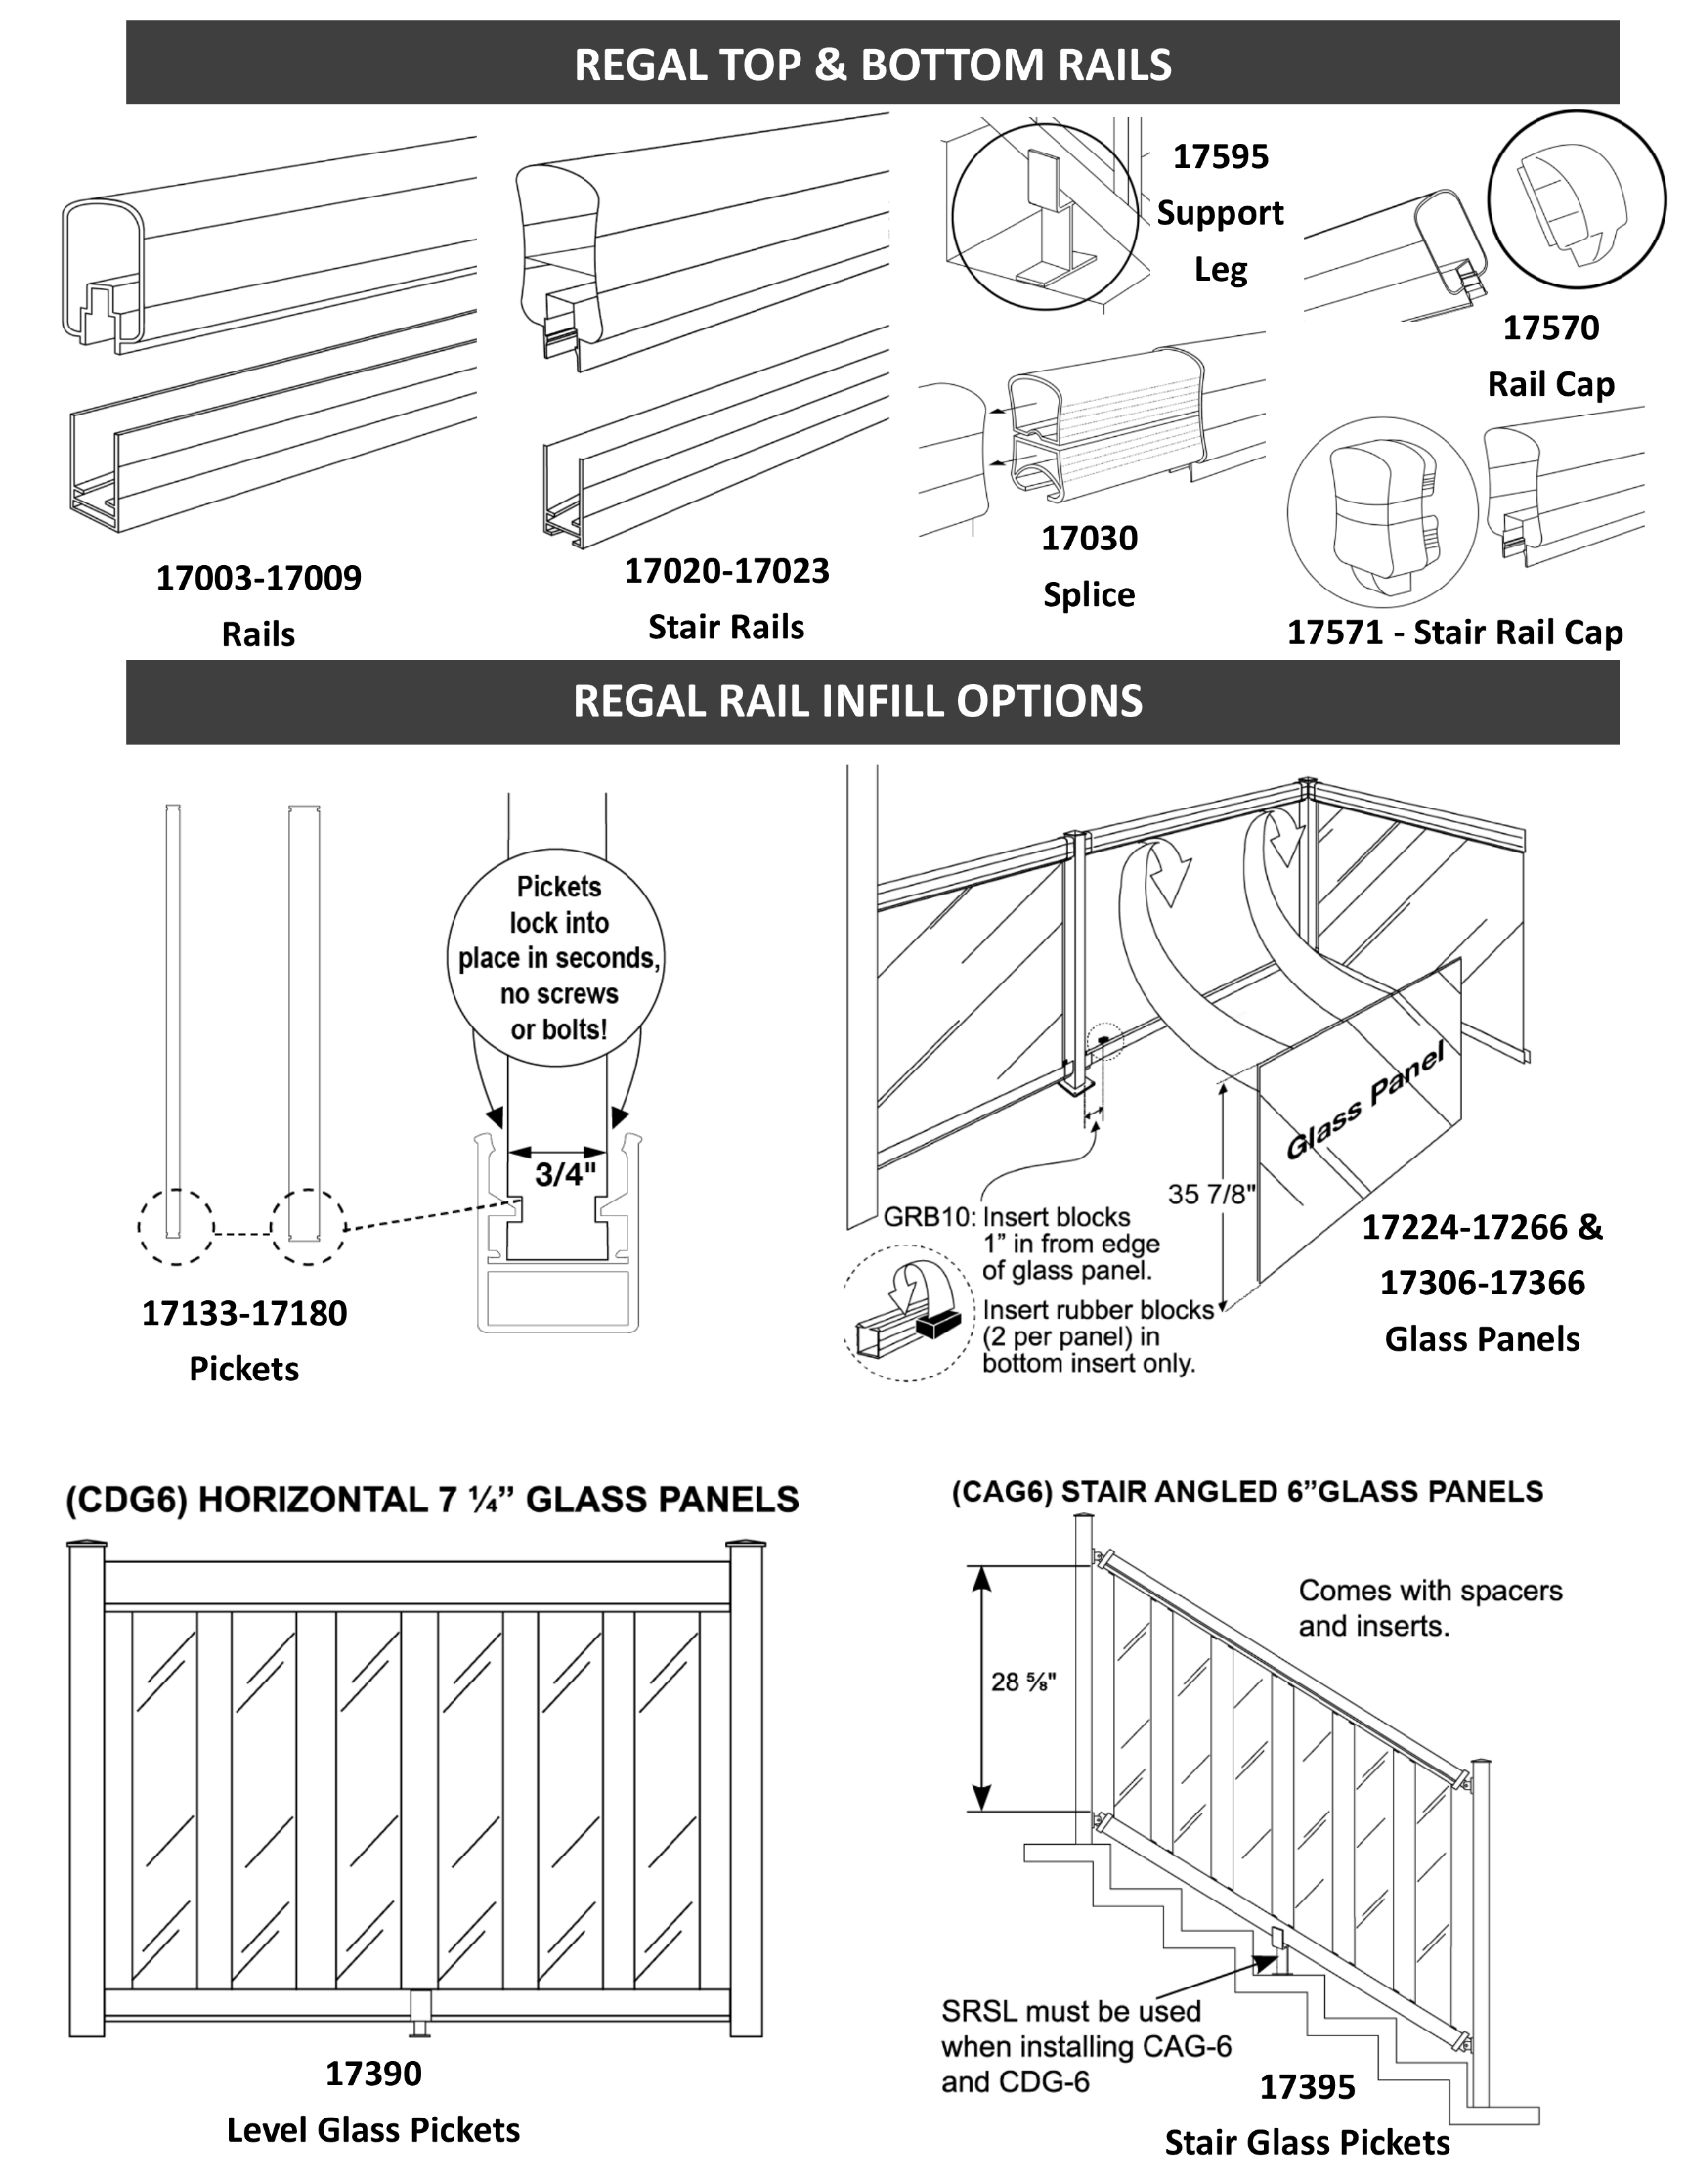 REGAL TOP & BOTTOM RAILS
17003-17009
Rails
17020-17023
Stair Rails
17595
Support
Leg
17030
Splice
17570
Rail Cap
17571 - Stair Rail Cap
REGAL RAIL INFILL OPTIONS
Pickets
lock into
place in seconds,
no screws
or bolts!
3/4"
17133-17180
Pickets
GRB10: Insert blocks
1” in from edge
of glass panel.
Insert rubber blocks
(2 per panel) in
bottom insert only.
35 7/8"
Glass Panel
17224-17266 &
17306-17366
Glass Panels
(CDG6) HORIZONTAL 7 ¼” GLASS PANELS
17390
Level Glass Pickets
(CAG6) STAIR ANGLED 6”GLASS PANELS
Comes with spacers
and inserts.
28 ⅝"
SRSL must be used
when installing CAG-6
and CDG-6
17395
Stair Glass Pickets